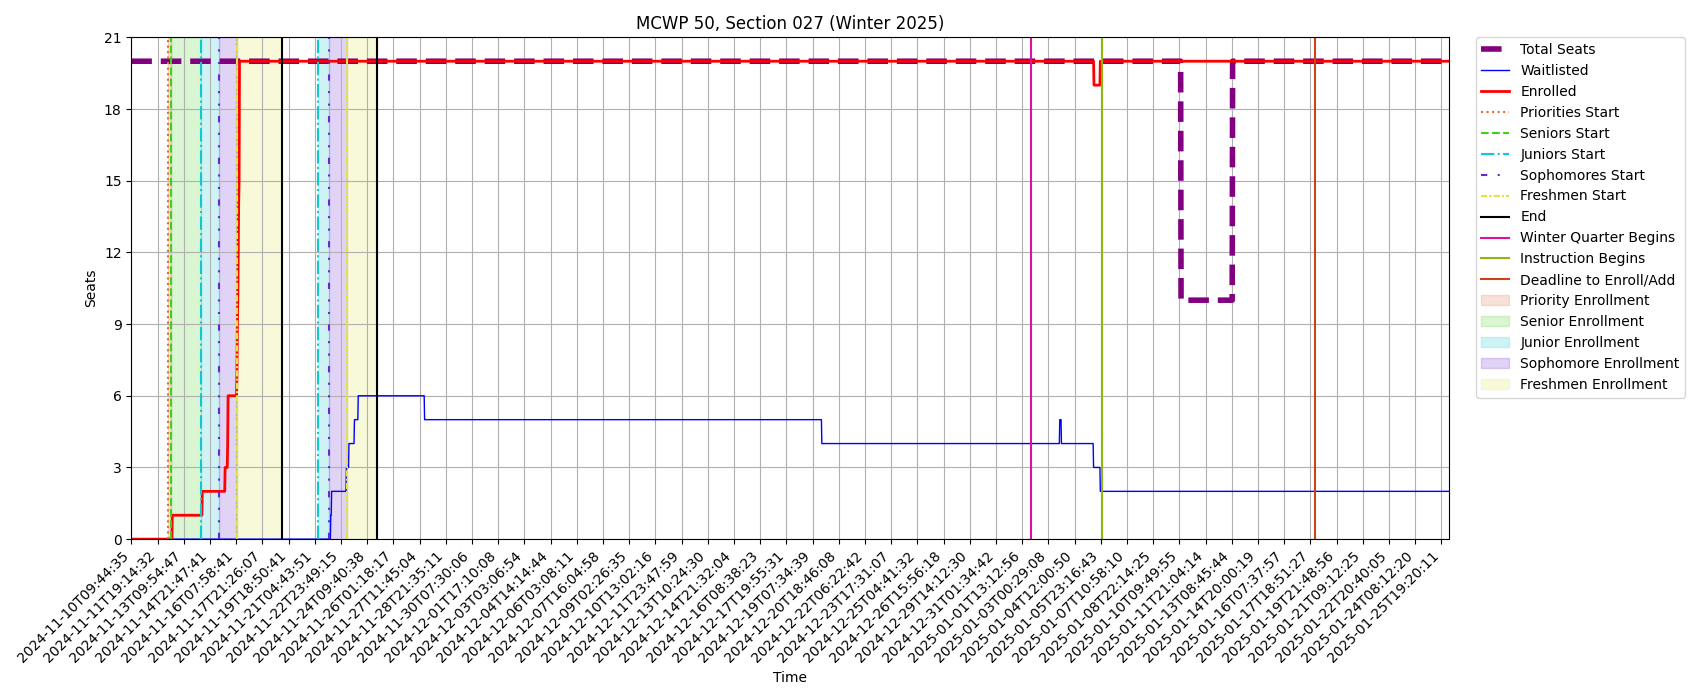 MCWP 50, Section 027 (Winter 2025)
21
18
15
12
9
6
3
0
Seats
2024-11-10T09:44:35
2024-11-11T19:14:32
2024-11-13T09:54:47
2024-11-14T21:47:41
2024-11-16T07:58:41
2024-11-17T21:26:07
2024-11-19T18:50:41
2024-11-21T04:43:51
2024-11-22T23:49:15
2024-11-24T09:40:38
2024-11-26T01:18:17
2024-11-27T11:45:04
2024-11-28T21:35:11
2024-11-30T07:30:06
2024-12-01T17:10:08
2024-12-03T03:06:54
2024-12-04T14:14:44
2024-12-06T03:08:11
2024-12-07T16:04:58
2024-12-09T02:26:35
2024-12-10T13:02:16
2024-12-11T23:47:59
2024-12-13T10:24:30
2024-12-14T21:32:04
2024-12-16T08:38:23
2024-12-17T19:55:31
2024-12-19T07:34:39
2024-12-20T18:46:08
2024-12-22T06:22:42
2024-12-23T17:31:07
2024-12-25T04:41:32
2024-12-26T15:56:18
2024-12-29T14:12:30
2024-12-31T01:34:42
2025-01-01T13:12:56
2025-01-03T00:29:08
2025-01-04T12:00:50
2025-01-05T23:16:43
2025-01-07T10:58:10
2025-01-08T22:14:25
2025-01-10T09:49:55
2025-01-11T21:04:14
2025-01-13T08:45:44
2025-01-14T20:00:19
2025-01-16T07:37:57
2025-01-17T18:51:27
2025-01-19T21:48:56
2025-01-21T09:12:25
2025-01-22T20:40:05
2025-01-24T08:12:20
2025-01-25T19:20:11
Time
Total Seats
Waitlisted
Enrolled
Priorities Start
Seniors Start
Juniors Start
Sophomores Start
Freshmen Start
End
Winter Quarter Begins
Instruction Begins
Deadline to Enroll/Add
Priority Enrollment
Senior Enrollment
Junior Enrollment
Sophomore Enrollment
Freshmen Enrollment